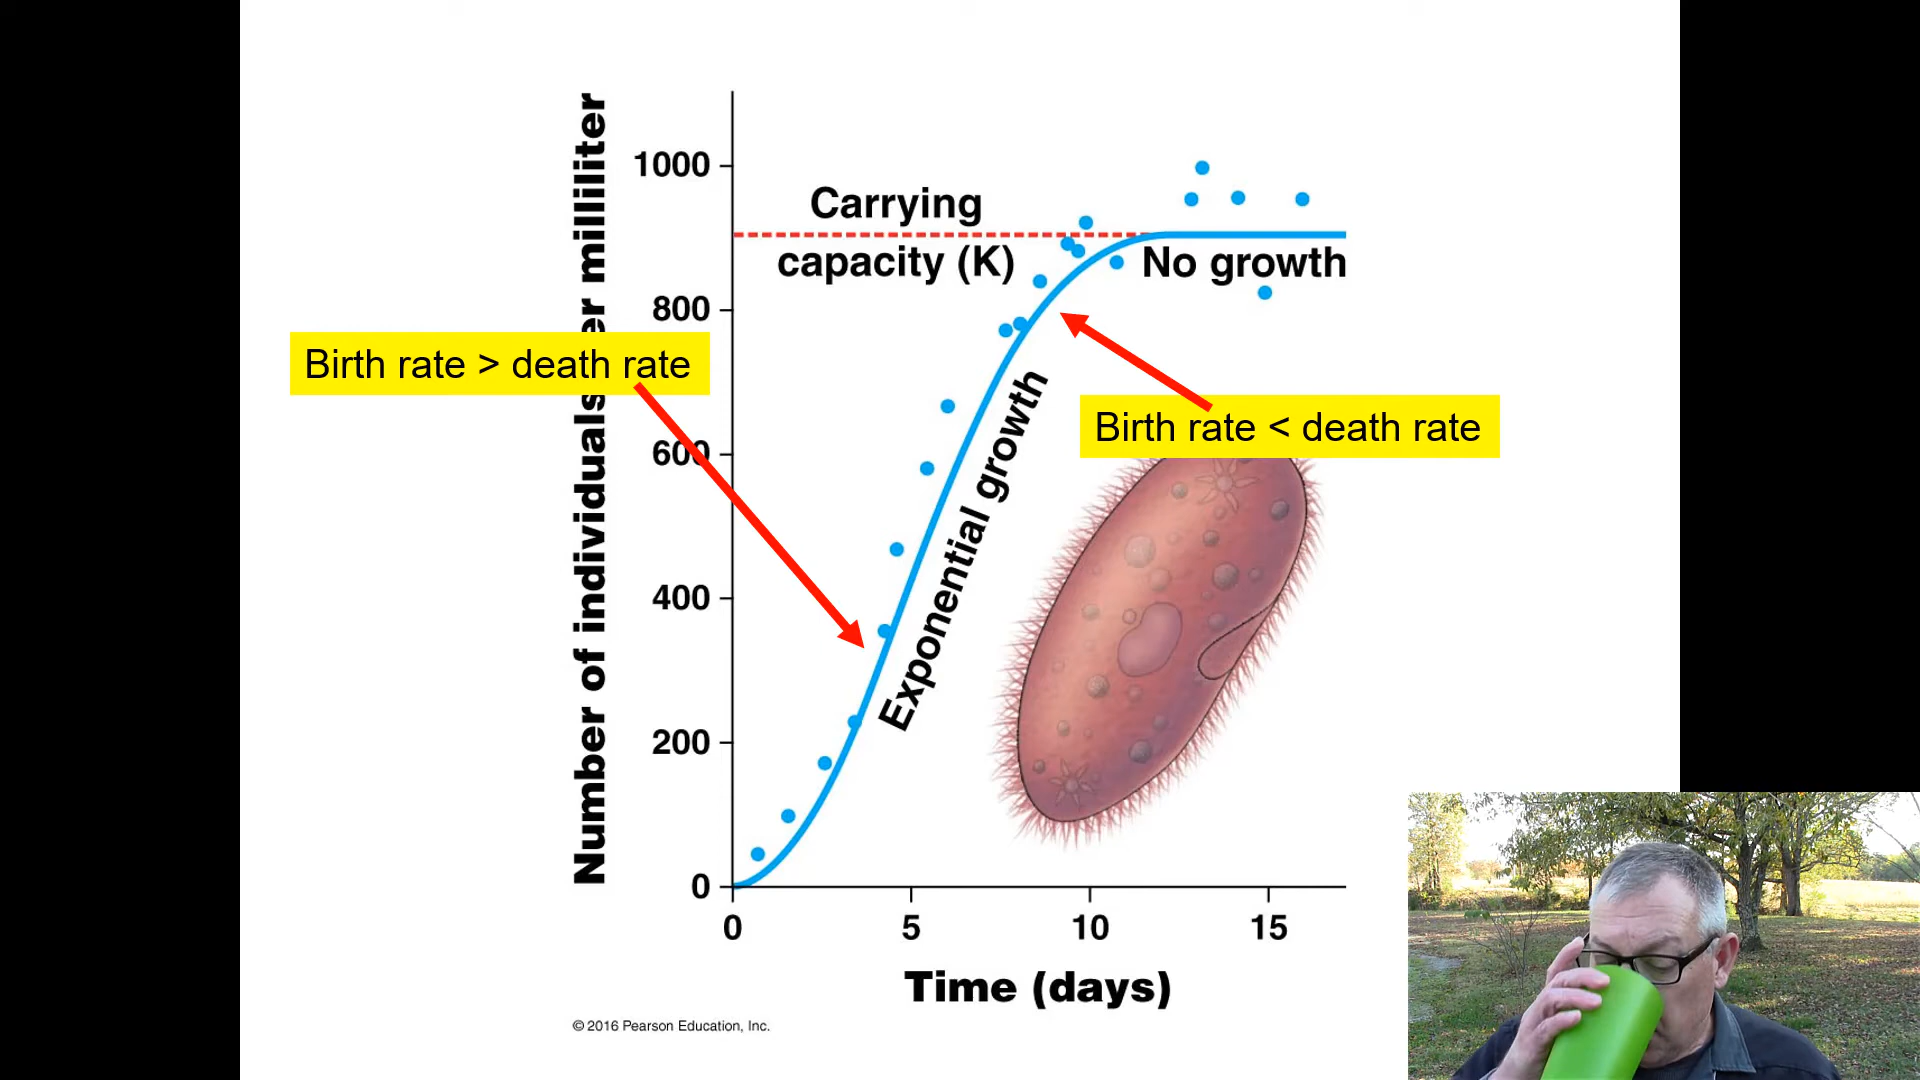 Number of individuals per milliliter
1000
800
600
400
200
0
Carrying
capacity (K)
No growth
Birth rate > death rate
Birth rate < death rate
Exponential growth
0 5 10 15
Time (days)
© 2016 Pearson Education, Inc.